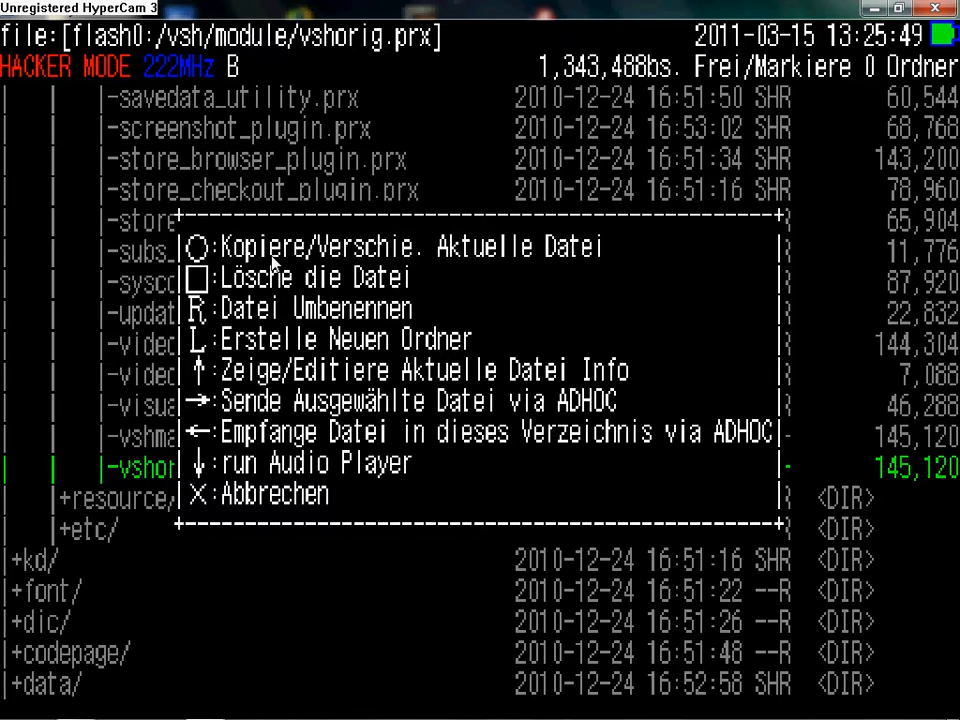 Unregistered HyperCam 3
file:[flash0:/vsh/module/vshorig.prx] 2011-03-15 13:25:49
HACKER MODE 222MHz B 1,343,488bs. Frei/Markiere 0 Ordner
| | |-savedata_utility.prx 2010-12-24 16:51:50 SHR 60,544
| | |-screenshot_plugin.prx 2010-12-24 16:53:02 SHR 68,768
| | |-store_browser_plugin.prx 2010-12-24 16:51:34 SHR 143,200
| | |-store_checkout_plugin.prx 2010-12-24 16:51:16 SHR 78,960
| | |-store R 65,904
| | |-subs_ 11,776
| | |-sysco 87,920
| | |-updat 22,832
| | |-video 144,304
| | |-video 7,088
| | |-visua 46,288
| | |-vshma - 145,120
| | |-vshor - 145,120
○:Kopiere/Verschie. Aktuelle Datei
□:Lösche die Datei
R:Datei Umbenennen
L:Erstelle Neuen Ordner
↑:Zeige/Editiere Aktuelle Datei Info
→:Sende Ausgewählte Datei via ADHOC
←:Empfange Datei in dieses Verzeichnis via ADHOC
↓:run Audio Player
X:Abbrechen
| |+resource/ <DIR>
| |+etc/ <DIR>
|+kd/ 2010-12-24 16:51:16 SHR <DIR>
|+font/ 2010-12-24 16:51:22 --R <DIR>
|+dic/ 2010-12-24 16:51:26 --R <DIR>
|+codepage/ 2010-12-24 16:51:48 --R <DIR>
|+data/ 2010-12-24 16:52:58 SHR <DIR>